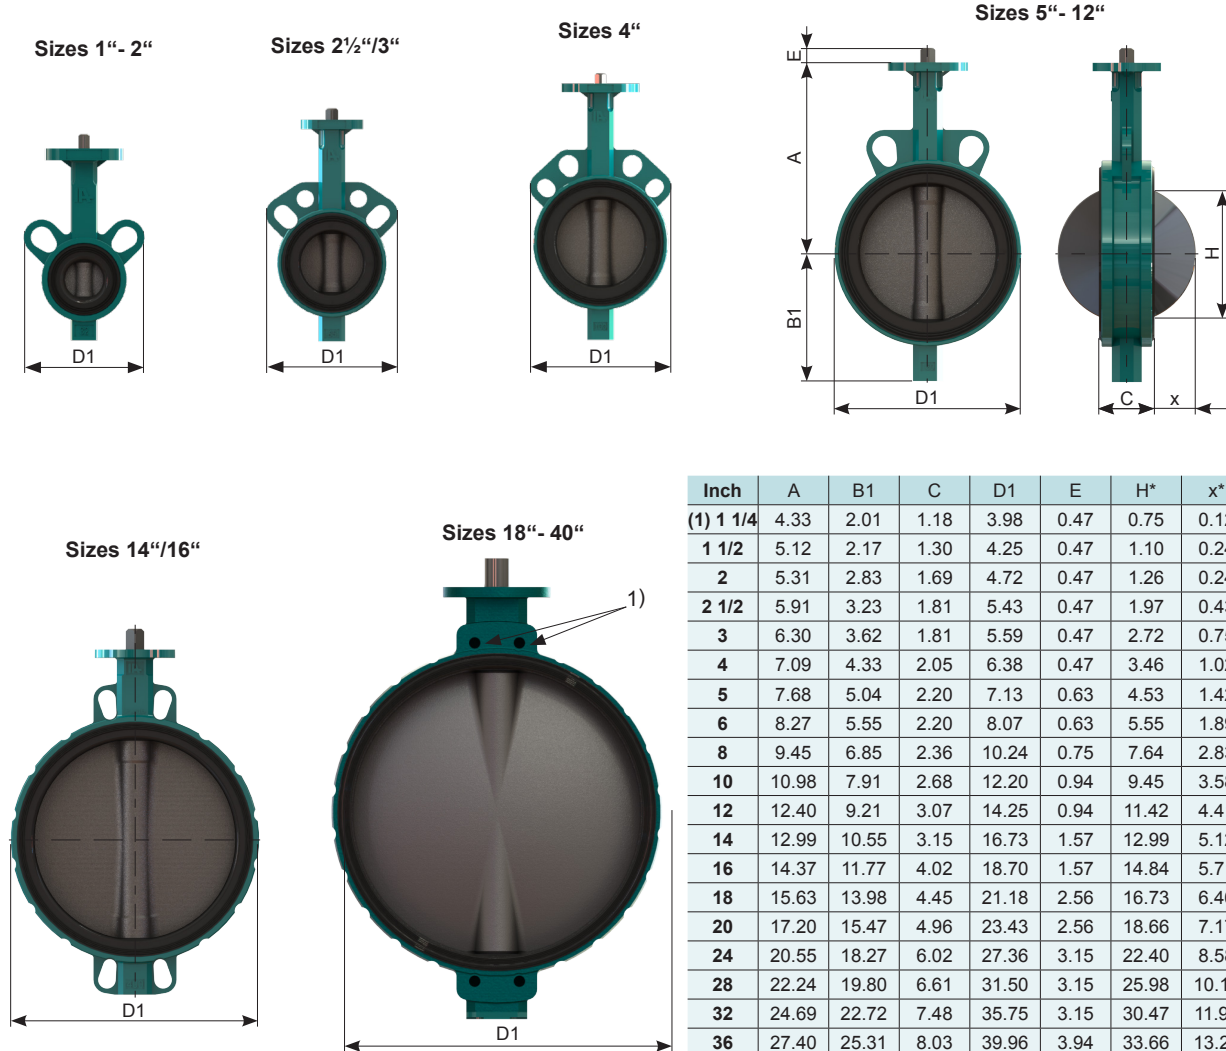 Sizes 5“- 12“
Sizes 4“
Sizes 1“- 2“
Sizes 2½“/3“
E
A
H
B1
D1
D1
D1
D1
C
x
Inch A B1 C D1 E H* x*
(1) 1 1/4 4.33 2.01 1.18 3.98 0.47 0.75
1 1/2 5.12 2.17 1.30 4.25 0.47 1.10
2 5.31 2.83 1.69 4.72 0.47 1.26
2 1/2 5.91 3.23 1.81 5.43 0.47 1.97
3 6.30 3.62 1.81 5.59 0.47 2.72
4 7.09 4.33 2.05 6.38 0.47 3.46
5 7.68 5.04 2.20 7.13 0.63 4.53
6 8.27 5.55 2.20 8.07 0.63 5.55
8 9.45 6.85 2.36 10.24 0.75 7.64
10 10.98 7.91 2.68 12.20 0.94 9.45
12 12.40 9.21 3.07 14.25 0.94 11.42
14 12.99 10.55 3.15 16.73 1.57 12.99
16 14.37 11.77 4.02 18.70 1.57 14.84
18 15.63 13.98 4.45 21.18 2.56 16.73
20 17.20 15.47 4.96 23.43 2.56 18.66
24 20.55 18.27 6.02 27.36 3.15 22.40
28 22.24 19.80 6.61 31.50 3.15 25.98
32 24.69 22.72 7.48 35.75 3.15 30.47
36 27.40 25.31 8.03 39.96 3.94 33.66
Sizes 14“/16“
Sizes 18“- 40“
1)
D1
D1